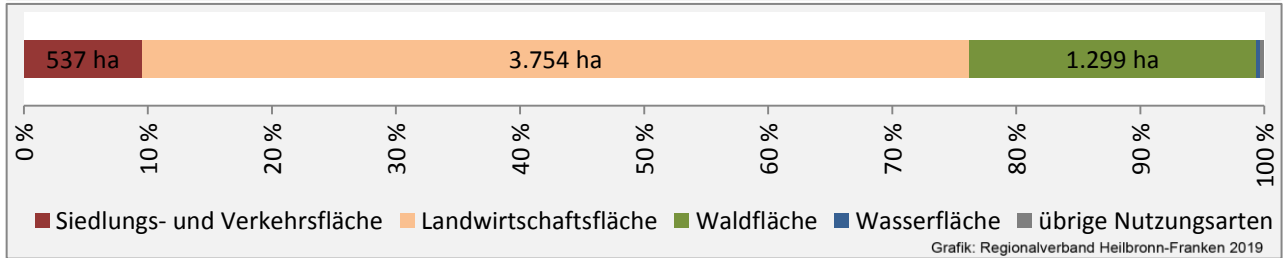 537 ha 3.754 ha 1.299 ha
0 % 10 % 20 % 30 % 40 % 50 % 60 % 70 % 80 % 90 % 100 %
Siedlungs- und Verkehrsfläche Landwirtschaftsfläche Waldfläche Wasserfläche übrige Nutzungsarten
Grafik: Regionalverband Heilbronn-Franken 2019